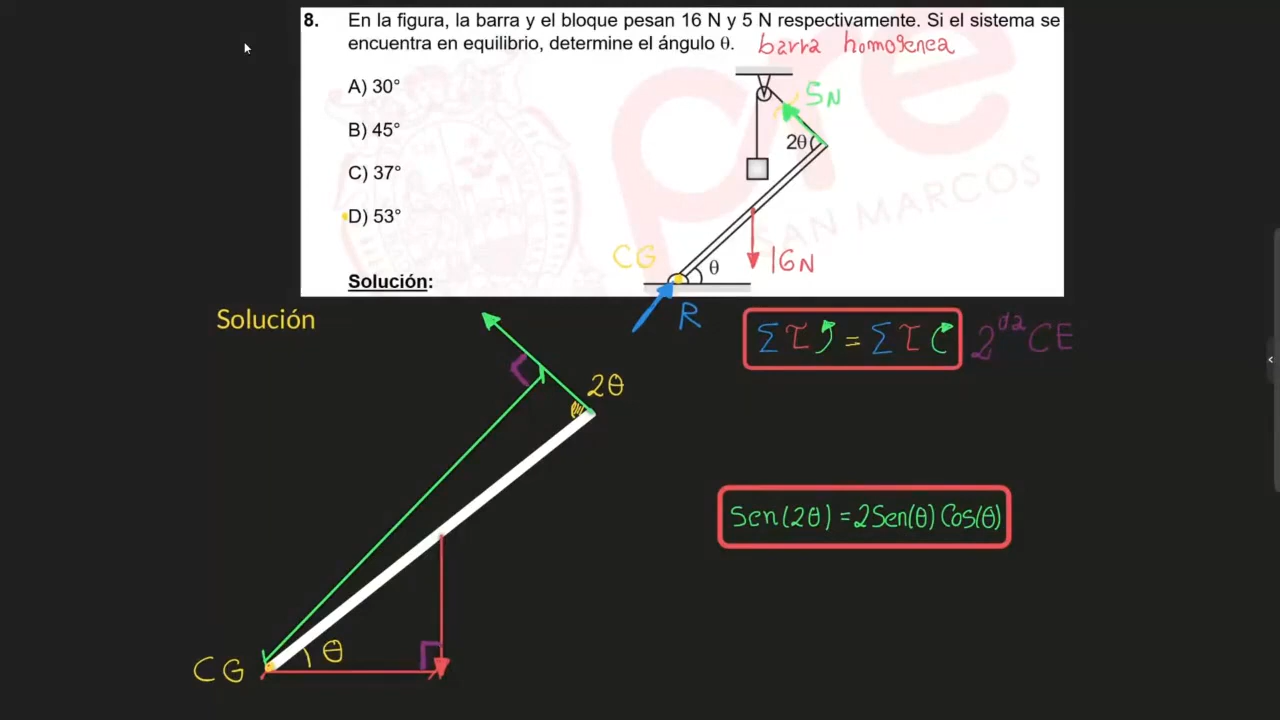 8. En la figura, la barra y el bloque pesan 16 N y 5 N respectivamente. Si el sistema se
encuentra en equilibrio, determine el ángulo θ. barra homogenea
A) 30°
B) 45°
C) 37°
D) 53°
5N
2θ
SAN MARCOS
pre
CG
θ
16N
R
Solución:
Solución
Στ = Στ 2da CE
2θ
Sen(2θ) = 2Sen(θ) Cos(θ)
θ
CG